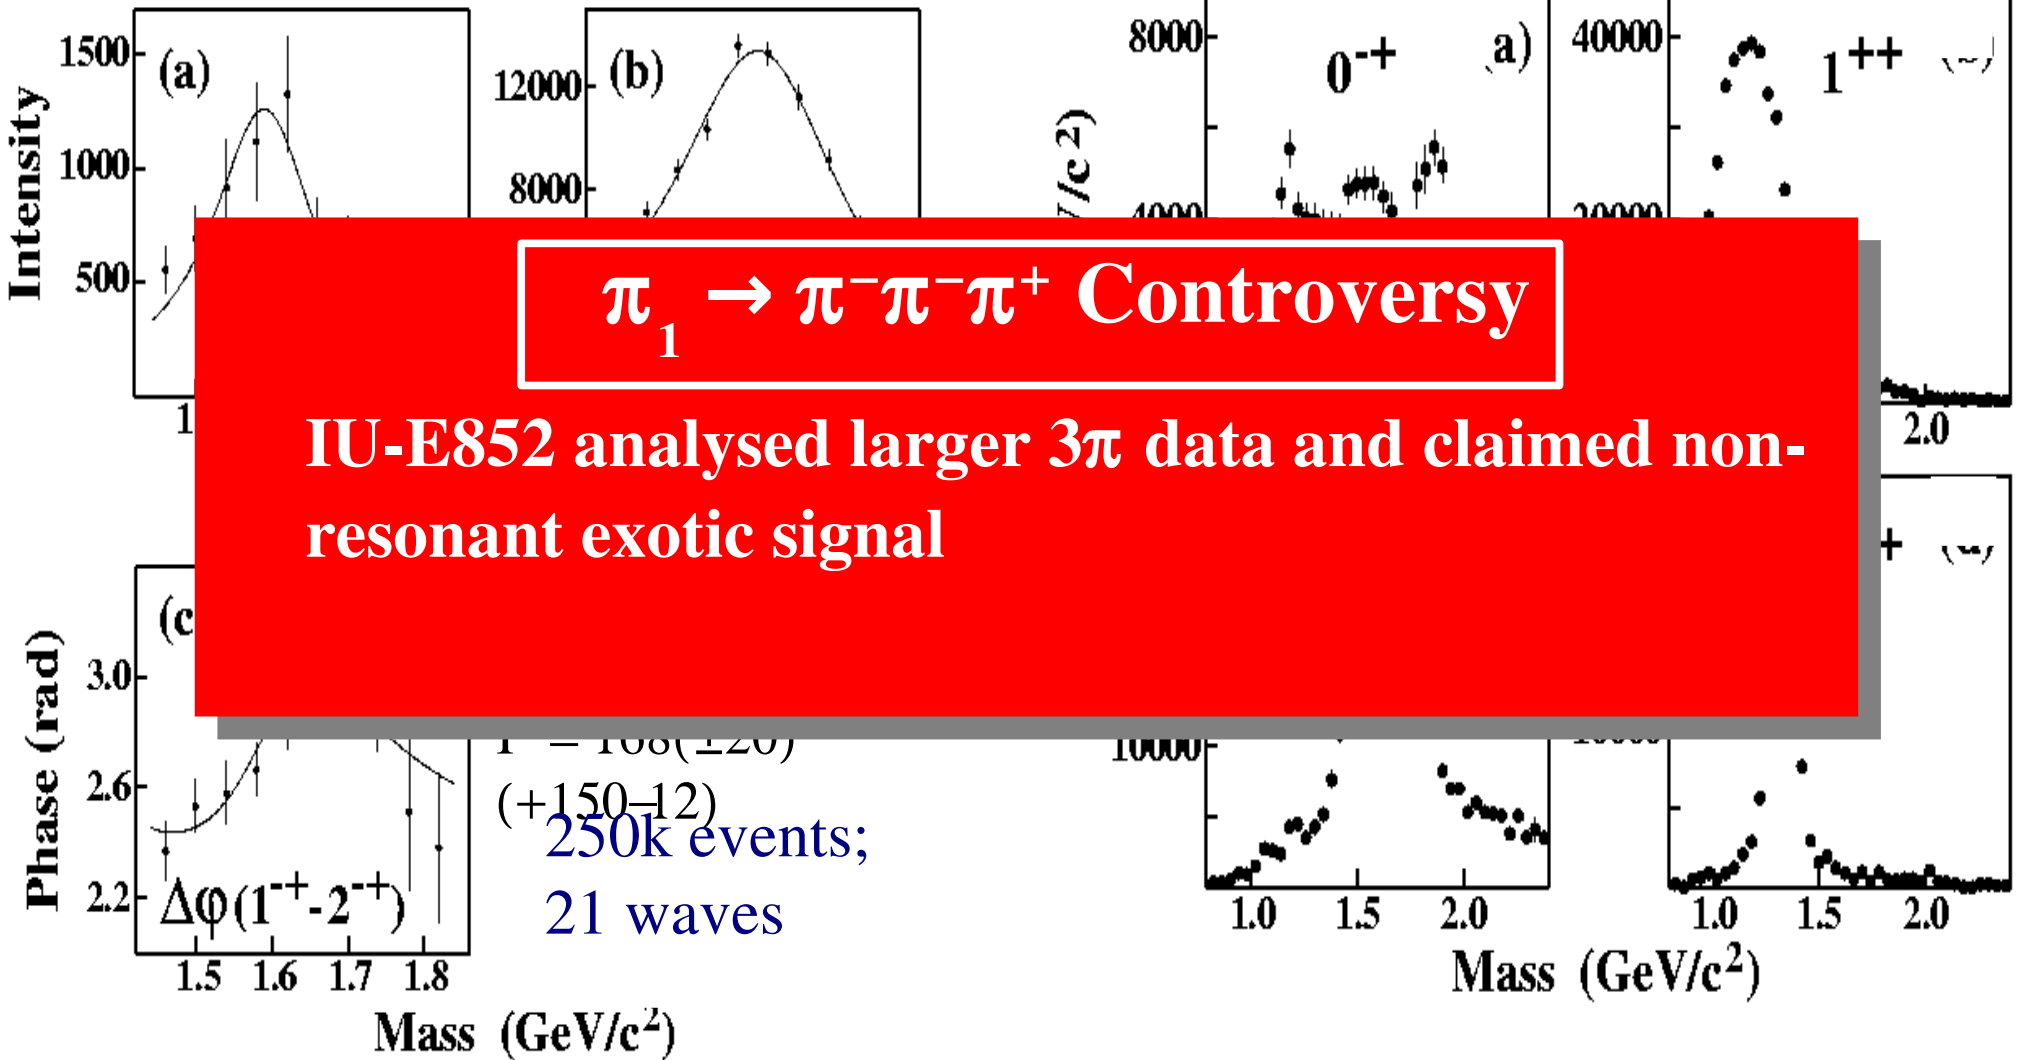 1500
(a)
1000
500
Intensity
(b)
12000
8000
8000
0⁻⁺
a)
40000
1⁺⁺
π₁ → π⁻π⁻π⁺ Controversy
IU-E852 analysed larger 3π data and claimed non-
resonant exotic signal
2.0
Phase (rad)
3.0
2.6
2.2
Δφ(1⁻⁺-2⁻⁺)
1.5 1.6 1.7 1.8
Mass (GeV/c²)
= 168(±20)
(+150–12)
250k events;
21 waves
10000
1.0 1.5 2.0
1.0 1.5 2.0
Mass (GeV/c²)